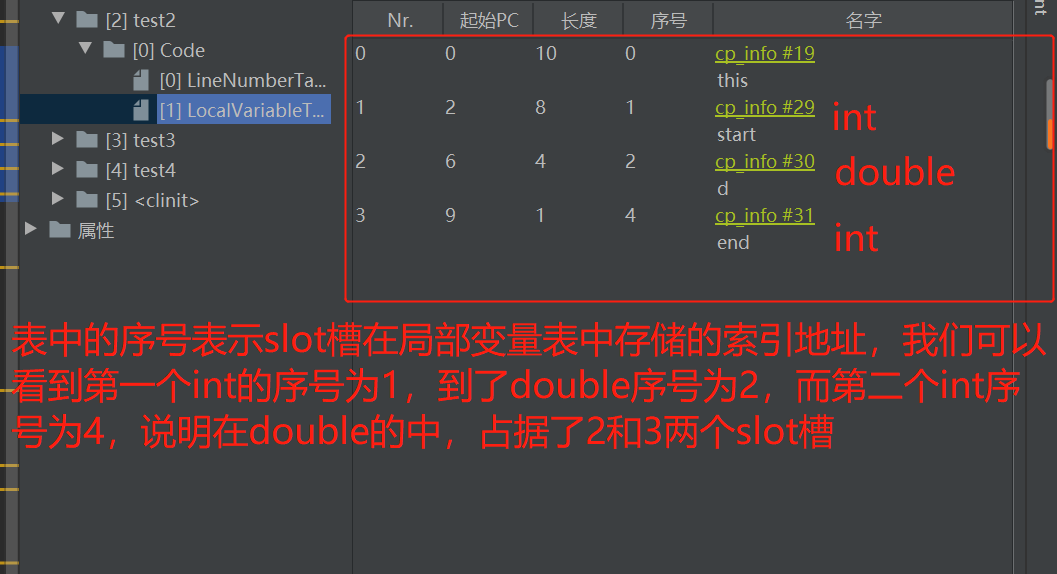 [2] test2
[0] Code
[0] LineNumberTa...
[1] LocalVariableT...
[3] test3
[4] test4
[5] <clinit>
属性
Nr. 起始PC 长度 序号 名字
0 0 10 0 cp_info #19
this
1 2 8 1 cp_info #29
start
int
2 6 4 2 cp_info #30
d
double
3 9 1 4 cp_info #31
end
int
表中的序号表示slot槽在局部变量表中存储的索引地址，我们可以
看到第一个int的序号为1，到了double序号为2，而第二个int序
号为4，说明在double的中，占据了2和3两个slot槽
nt